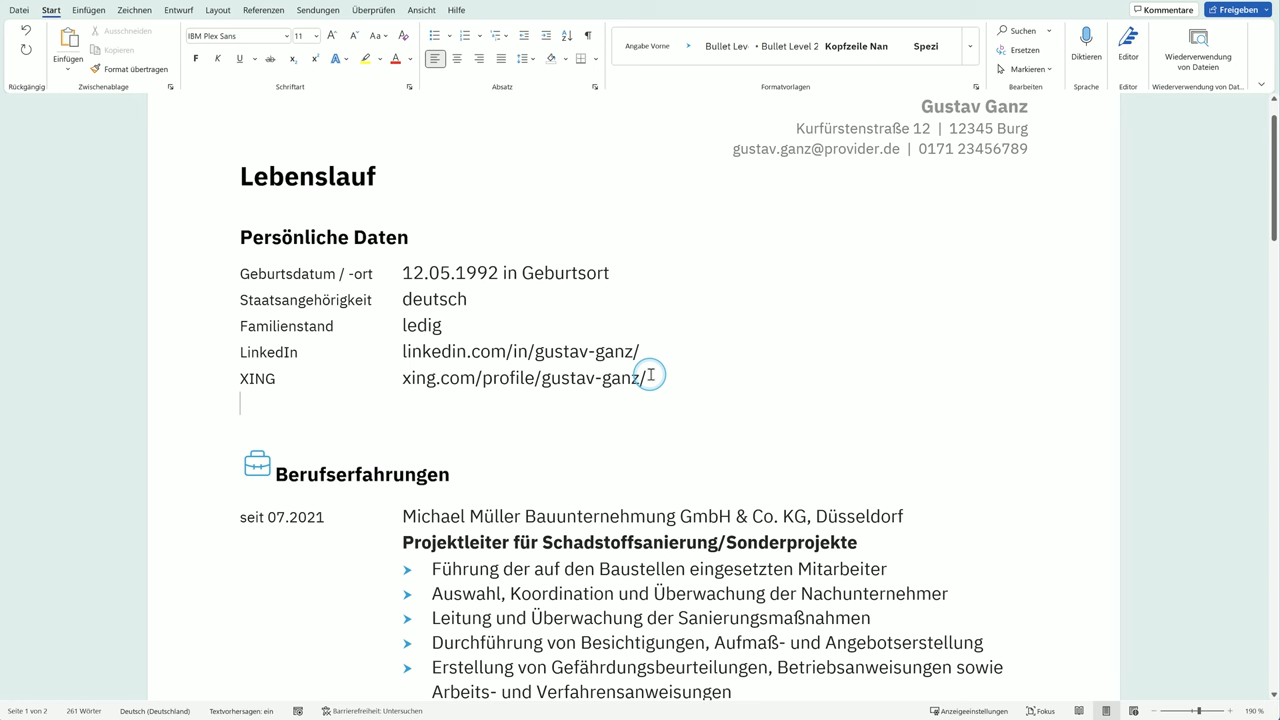 Datei Start Einfügen Zeichnen Entwurf Layout Referenzen Sendungen Überprüfen Ansicht Hilfe Kommentare Freigeben
Ausschneiden
Kopieren
Format übertragen
Einfügen
IBM Plex Sans 11
Angabe Vorne Bullet Lev • Bullet Level 2 Kopfzeile Nan Spezi
Suchen
Ersetzen
Markieren
Diktieren Editor Wiederverwendung von Dateien
Rückgängig Zwischenablage Schriftart Absatz Formatvorlagen Bearbeiten Sprache Editor Wiederverwendung von Dat...
Gustav Ganz
Kurfürstenstraße 12 | 12345 Burg
gustav.ganz@provider.de | 0171 23456789
Lebenslauf
Persönliche Daten
Geburtsdatum / -ort 12.05.1992 in Geburtsort
Staatsangehörigkeit deutsch
Familienstand ledig
LinkedIn linkedin.com/in/gustav-ganz/
XING xing.com/profile/gustav-ganz/
Berufserfahrungen
seit 07.2021 Michael Müller Bauunternehmung GmbH & Co. KG, Düsseldorf
Projektleiter für Schadstoffsanierung/Sonderprojekte
Führung der auf den Baustellen eingesetzten Mitarbeiter
Auswahl, Koordination und Überwachung der Nachunternehmer
Leitung und Überwachung der Sanierungsmaßnahmen
Durchführung von Besichtigungen, Aufmaß- und Angebotserstellung
Erstellung von Gefährdungsbeurteilungen, Betriebsanweisungen sowie
Arbeits- und Verfahrensanweisungen
Seite 1 von 2 261 Wörter Deutsch (Deutschland) Textvorhersagen: ein Barrierefreiheit: Untersuchen Anzeigeeinstellungen Fokus 190 %